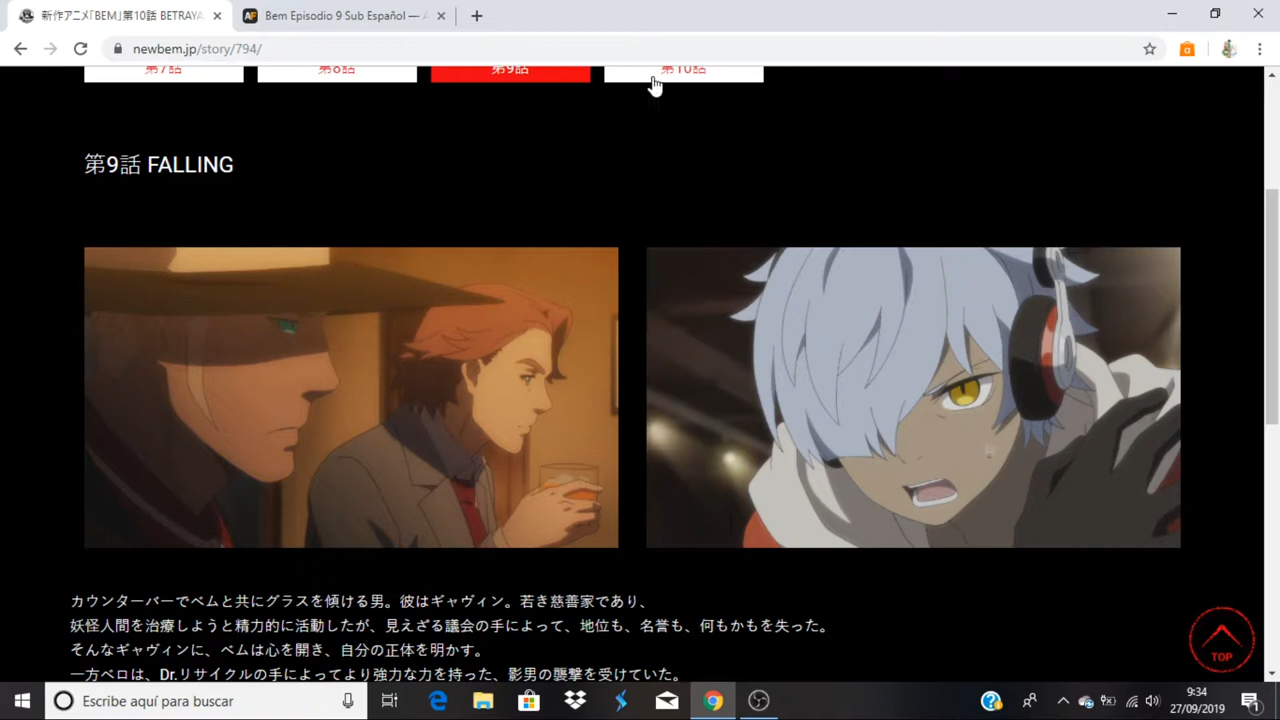 新作アニメ「BEM」第10話 BETRAYA
Bem Episodio 9 Sub Español — A
newbem.jp/story/794/
第7話
第8話
第9話
第10話
第9話 FALLING
カウンターバーでベムと共にグラスを傾ける男。彼はギャヴィン。若き慈善家であり、
妖怪人間を治療しようと精力的に活動したが、見えざる議会の手によって、地位も、名誉も、何もかもを失った。
そんなギャヴィンに、ベムは心を開き、自分の正体を明かす。
一方ベロは、Dr.リサイクルの手によってより強力な力を持った、影男の襲撃を受けていた。
TOP
Escribe aquí para buscar
9:34
27/09/2019